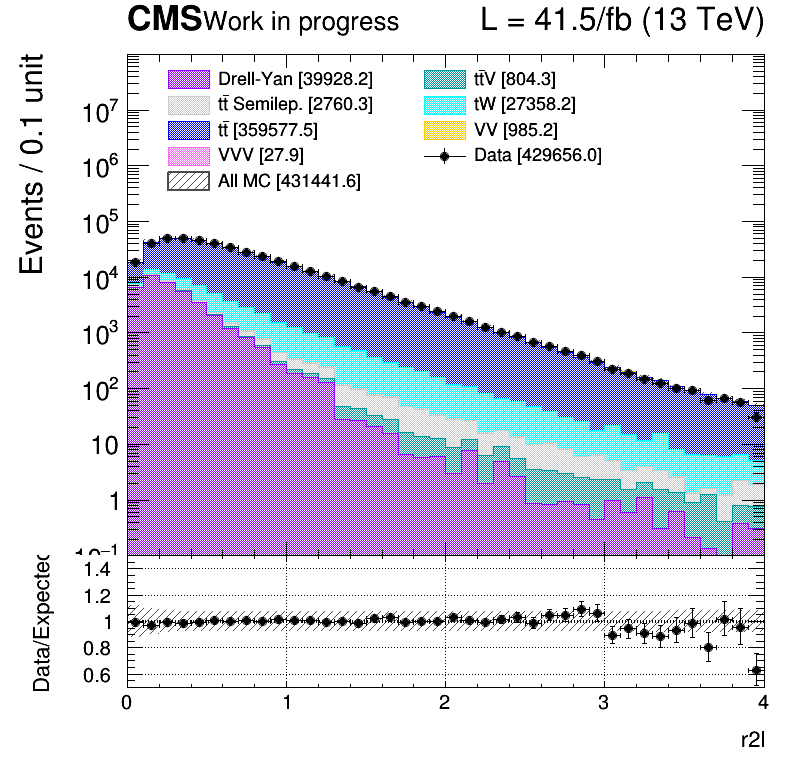 CMS Work in progress L = 41.5/fb (13 TeV)
Events / 0.1 unit
Drell-Yan [39928.2] tt̄V [804.3]
tt̄ Semilep. [2760.3] tW [27358.2]
tt̄ [359577.5] VV [985.2]
VVV [27.9] Data [429656.0]
All MC [431441.6]
10⁷
10⁶
10⁵
10⁴
10³
10²
10
1
10⁻¹
Data/Expected
1.4
1.2
1
0.8
0.6
0 1 2 3 4
r2l